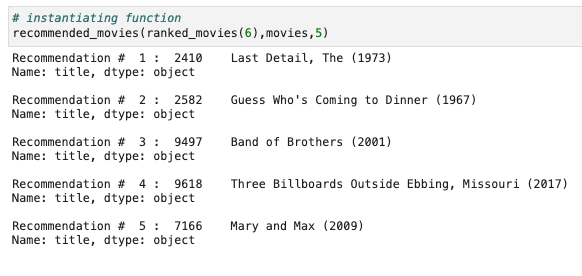 # instantiating function
recommended_movies(ranked_movies(6),movies,5)
Recommendation #  1 :  2410    Last Detail, The (1973)
Name: title, dtype: object
Recommendation #  2 :  2582    Guess Who's Coming to Dinner (1967)
Name: title, dtype: object
Recommendation #  3 :  9497    Band of Brothers (2001)
Name: title, dtype: object
Recommendation #  4 :  9618    Three Billboards Outside Ebbing, Missouri (2017)
Name: title, dtype: object
Recommendation #  5 :  7166    Mary and Max (2009)
Name: title, dtype: object